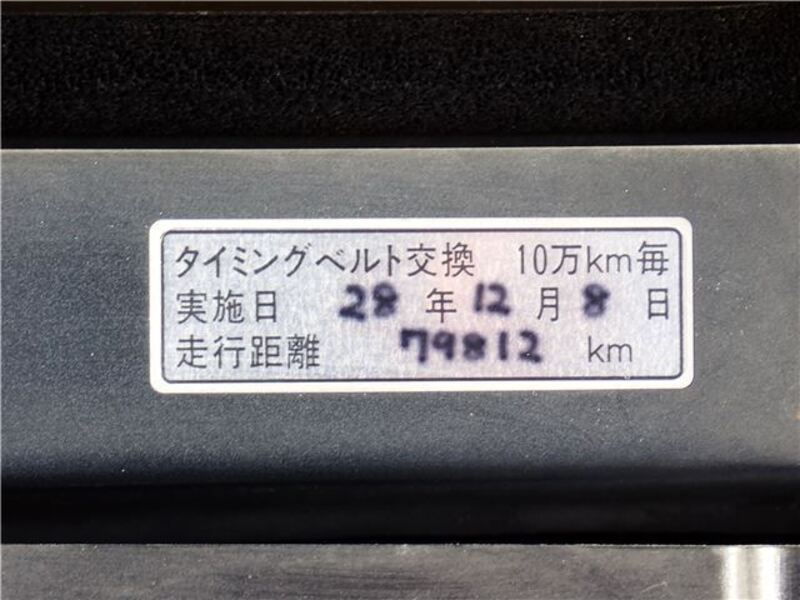 タイミングベルト交換 10万km毎
実施日 28 年 12 月 8 日
走行距離 79812 km